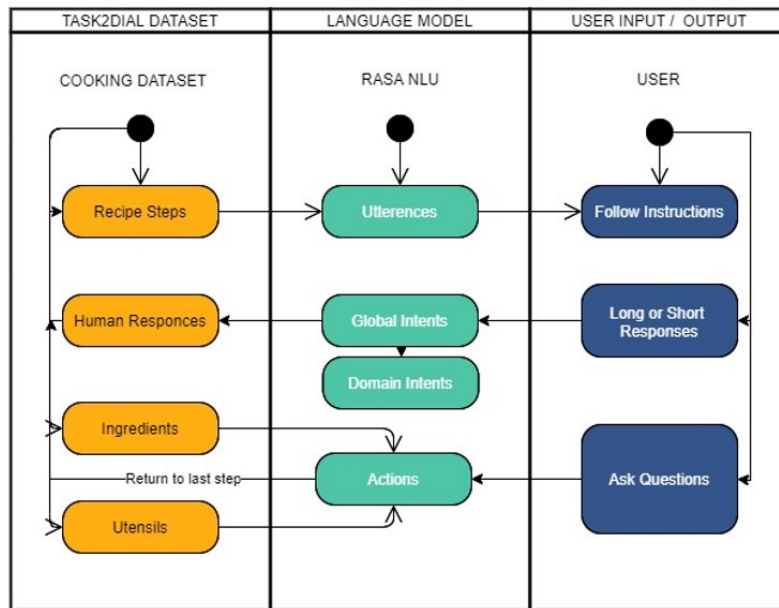 TASK2DIAL DATASET
LANGUAGE MODEL
USER INPUT / OUTPUT
COOKING DATASET
RASA NLU
USER
Recipe Steps
Utterences
Follow Instructions
Human Responces
Global Intents
Long or Short
Responses
Domain Intents
Ingredients
Actions
Ask Questions
Return to last step
Utensils